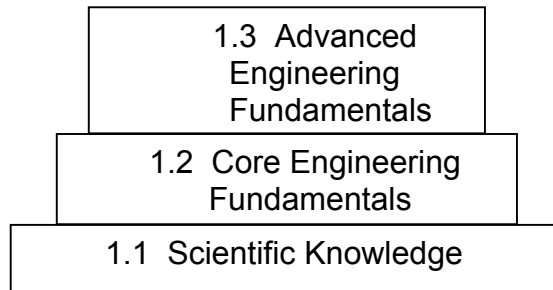 1.3 Advanced
Engineering
Fundamentals
1.2 Core Engineering
Fundamentals
1.1 Scientific Knowledge